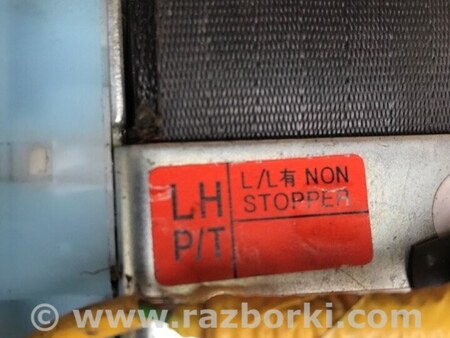 LH
P/T
L/L有 NON
STOPPER
www.razborki.com